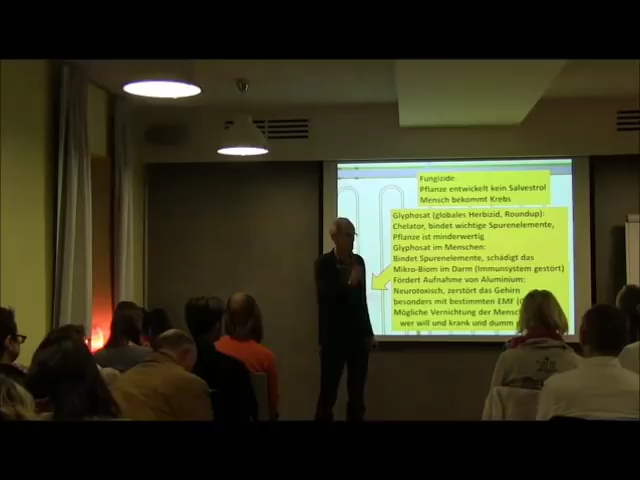 Fungizide
Pflanze entwickelt kein Salvestrol
Mensch bekommt Krebs
Glyphosat (globales Herbizid, Roundup):
Chelator, bindet wichtige Spurenelemente,
Pflanze ist minderwertig
Glyphosat im Menschen:
Bindet Spurenelemente, schädigt das
Mikro-Biom im Darm (Immunsystem gestört)
Fördert Aufnahme von Aluminium:
Neurotoxisch, zerstört das Gehirn
besonders mit bestimmten EMF
Mögliche Vernichtung der
wer will und krank und dumm